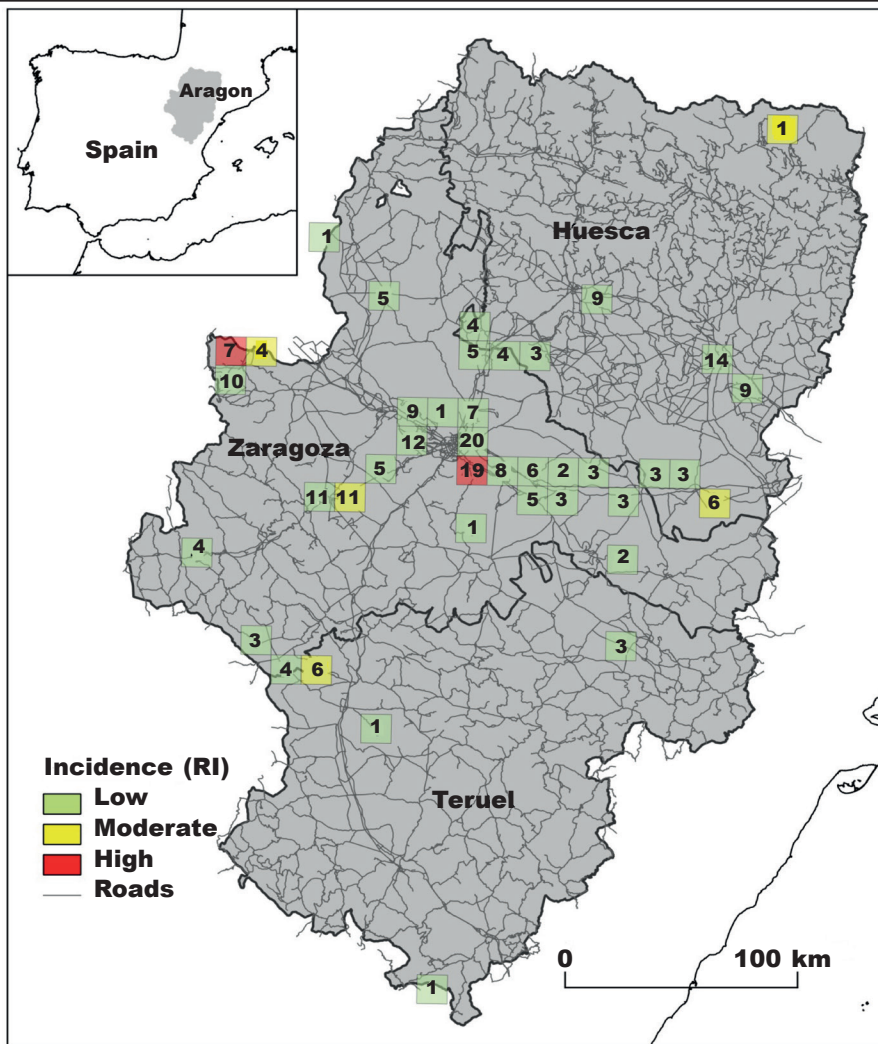 Aragon
Spain
1
Huesca
1
5
9
4
7 4
5 4 3
14
10
9
9 1 7
Zaragoza
12 20
5
19 8 6 2 3 3 3
11 11
5 3 3 6
1
4
2
3
3
4 6
1
Incidence (RI)
Low
Teruel
Moderate
High
Roads
0 100 km
1